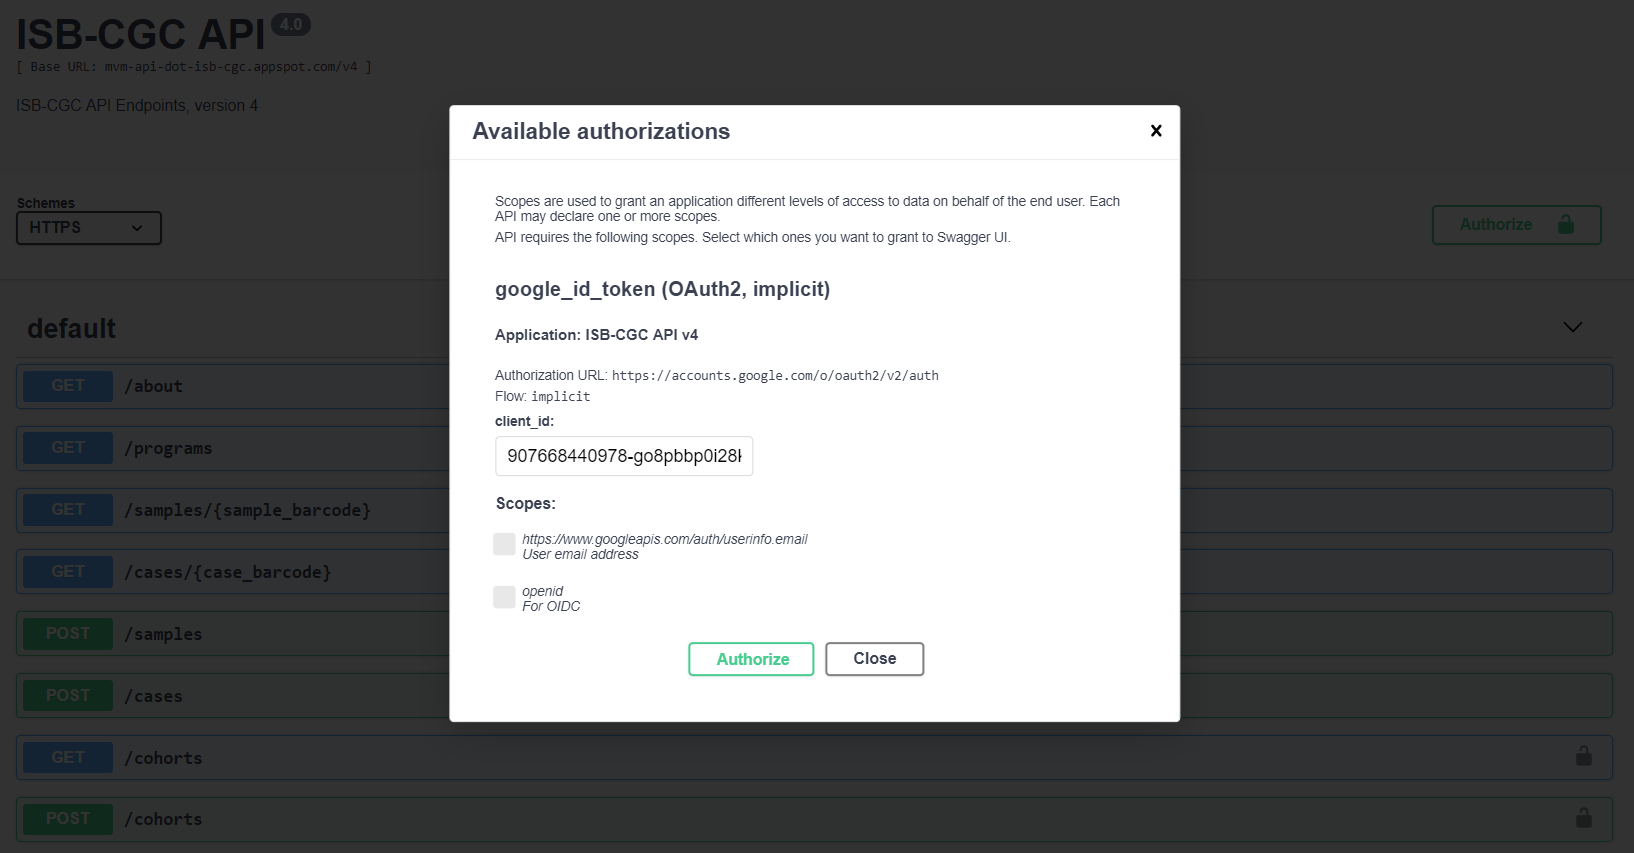 ISB-CGC API 4.0
[ Base URL: mvm-api-dot-isb-cgc.appspot.com/v4 ]
ISB-CGC API Endpoints, version 4
Schemes
HTTPS
Authorize
default
GET /about
GET /programs
GET /samples/{sample_barcode}
GET /cases/{case_barcode}
POST /samples
POST /cases
GET /cohorts
POST /cohorts
Available authorizations
Scopes are used to grant an application different levels of access to data on behalf of the end user. Each
API may declare one or more scopes.
API requires the following scopes. Select which ones you want to grant to Swagger UI.
google_id_token (OAuth2, implicit)
Application: ISB-CGC API v4
Authorization URL: https://accounts.google.com/o/oauth2/v2/auth
Flow: implicit
client_id:
907668440978-go8pbbp0i28
Scopes:
https://www.googleapis.com/auth/userinfo.email
User email address
openid
For OIDC
Authorize
Close